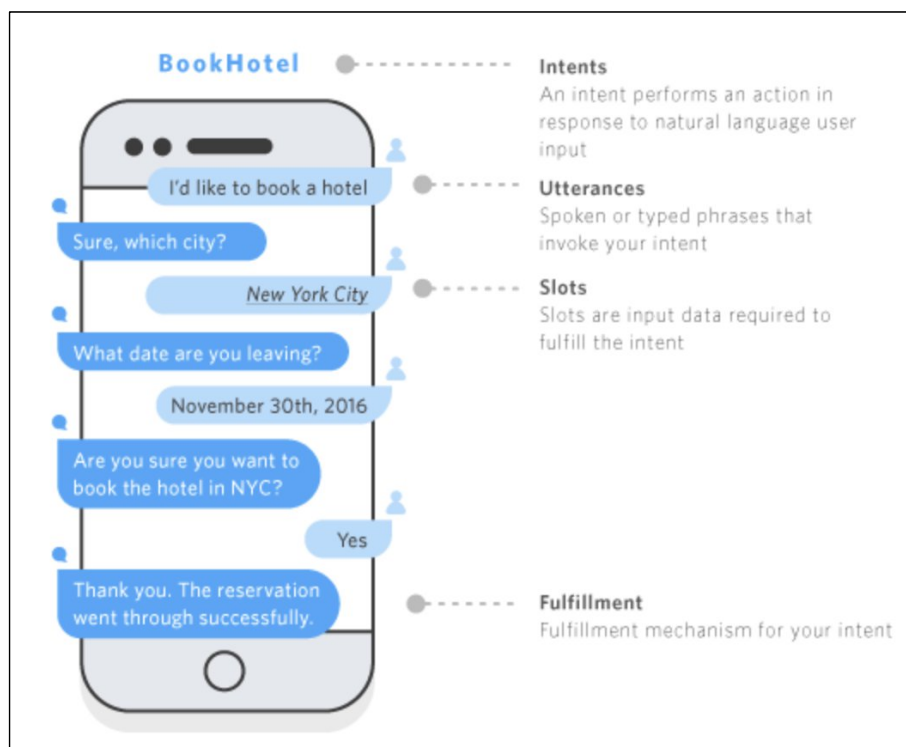 BookHotel
Intents
An intent performs an action in
response to natural language user
input
I'd like to book a hotel
Utterances
Spoken or typed phrases that
invoke your intent
Sure, which city?
New York City
Slots
Slots are input data required to
fulfill the intent
What date are you leaving?
November 30th, 2016
Are you sure you want to
book the hotel in NYC?
Yes
Thank you. The reservation
went through successfully.
Fulfillment
Fulfillment mechanism for your intent